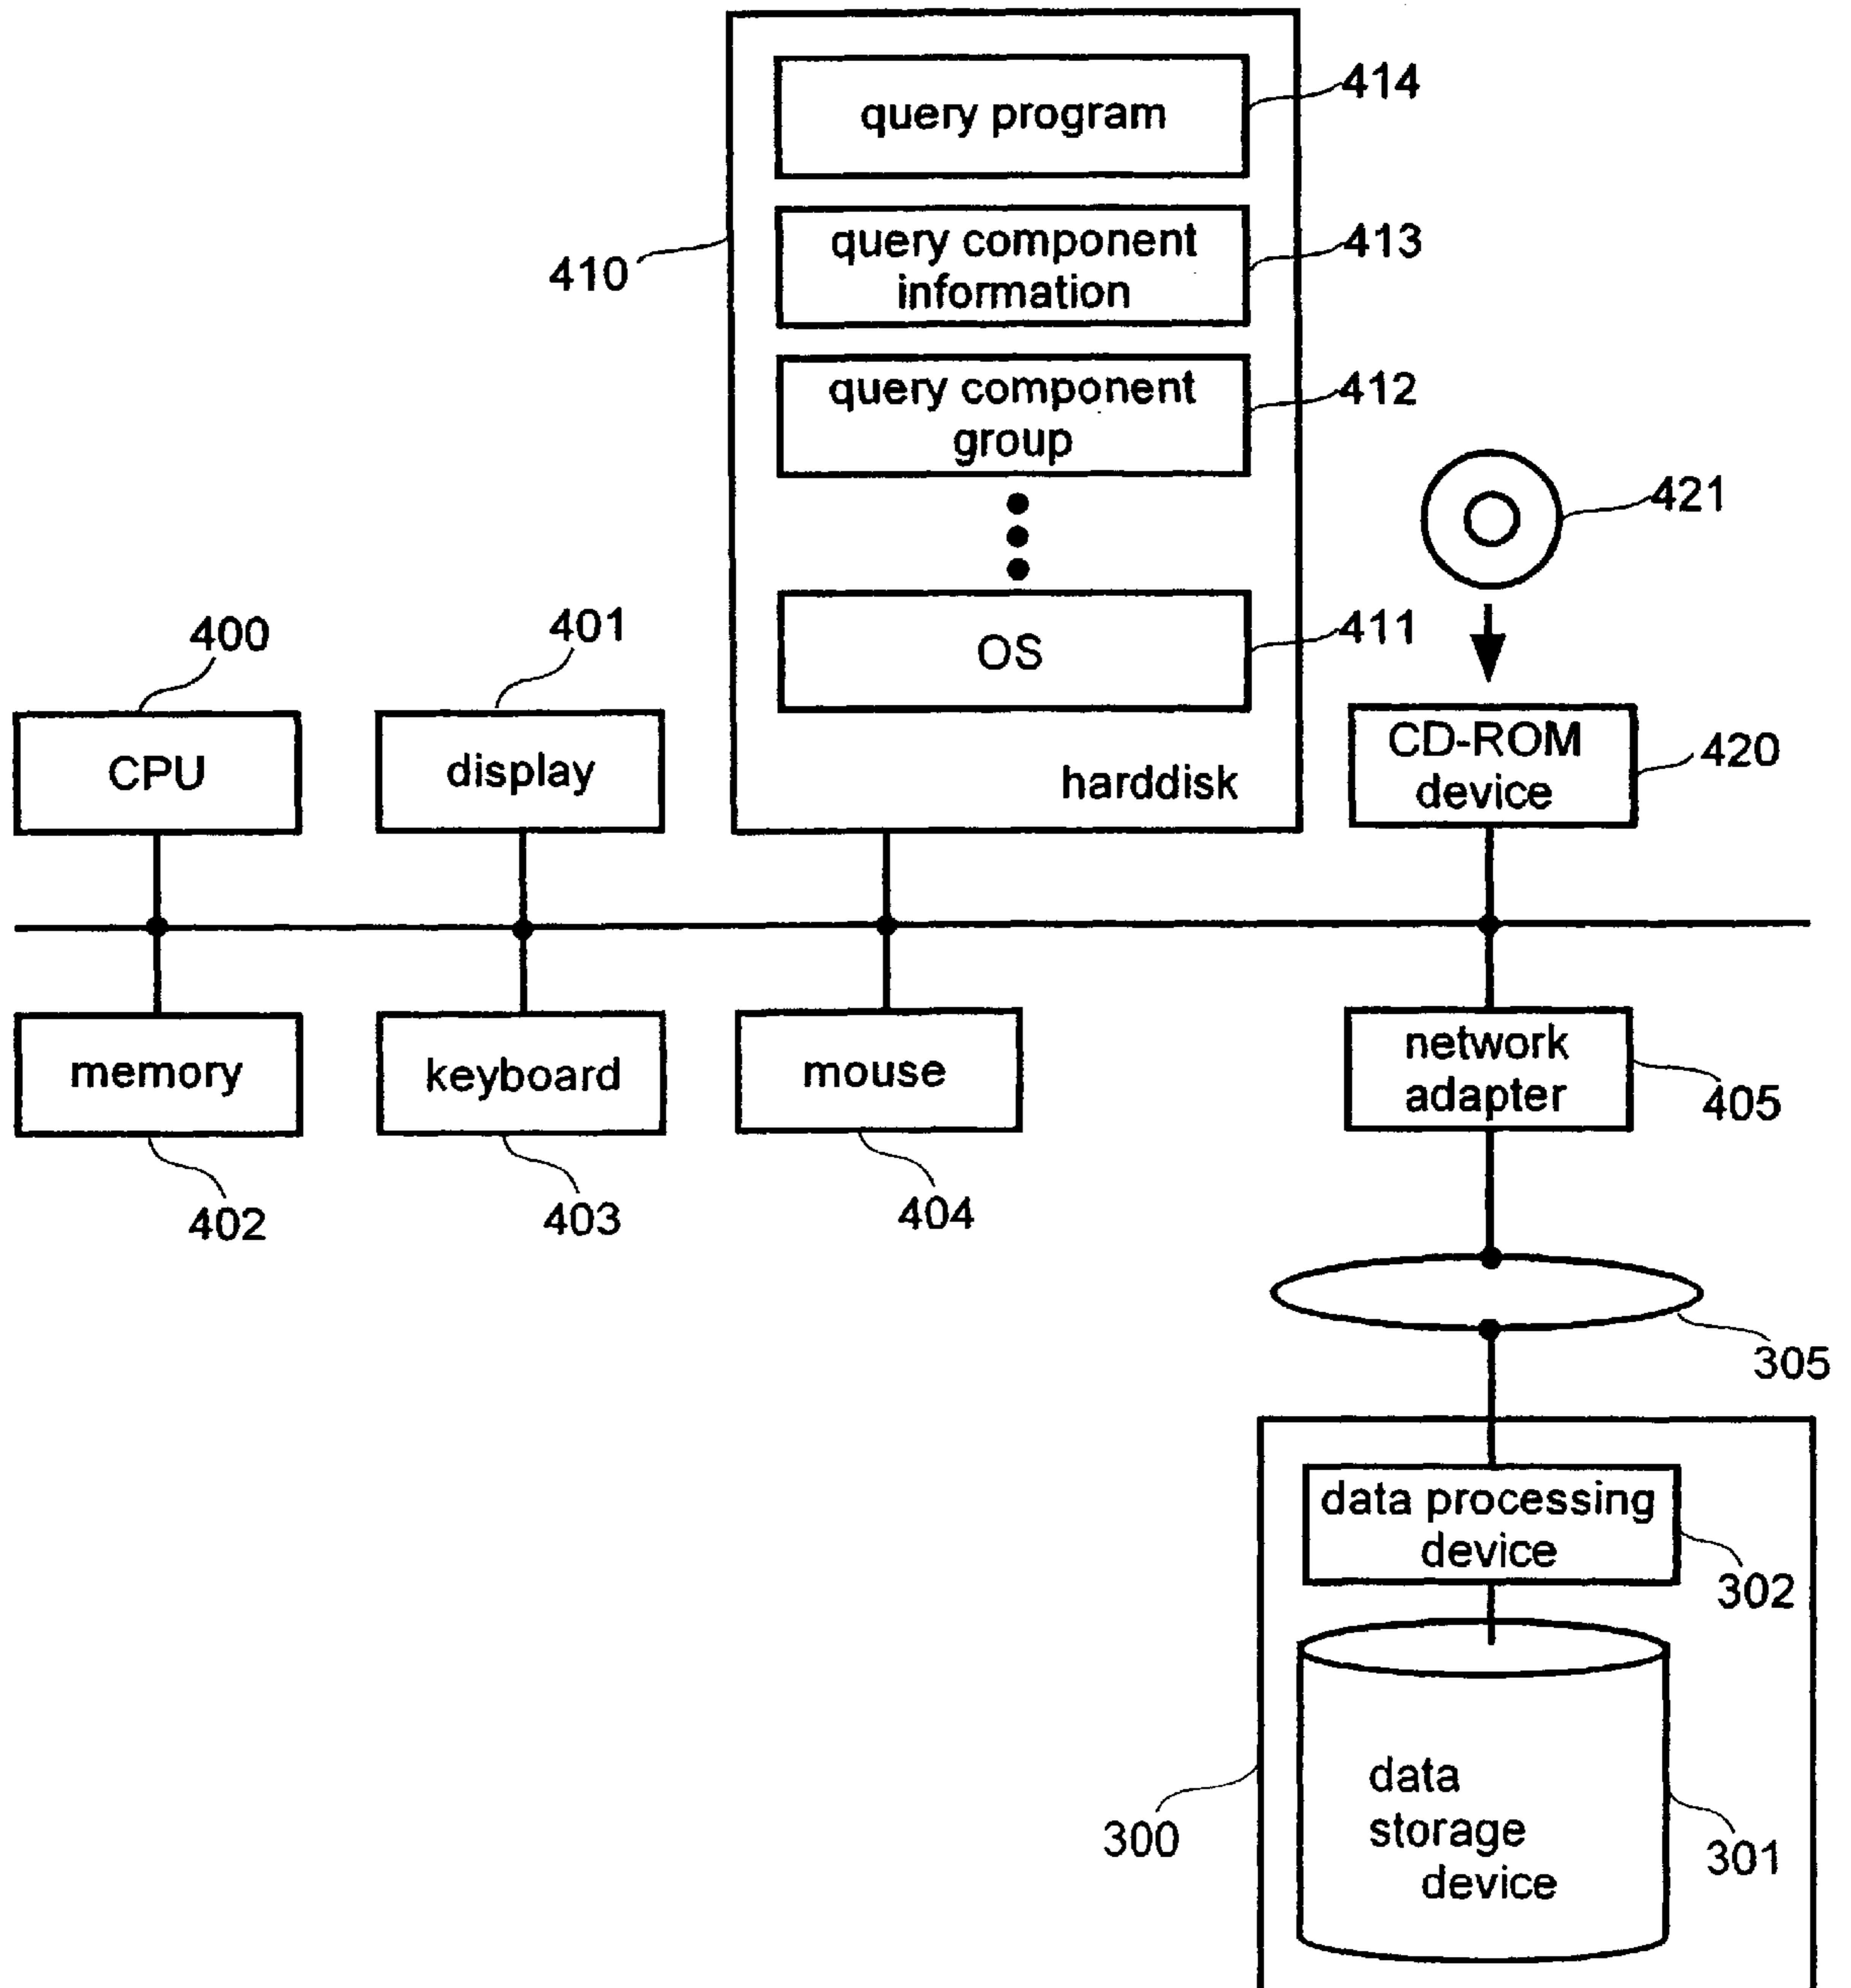 query program
414
query component
information
413
410
query component
group
412
421
OS
411
400
401
CPU
display
harddisk
CD-ROM
device
420
memory
keyboard
mouse
network
adapter
405
402
403
404
305
data processing
device
302
data
storage
device
300
301